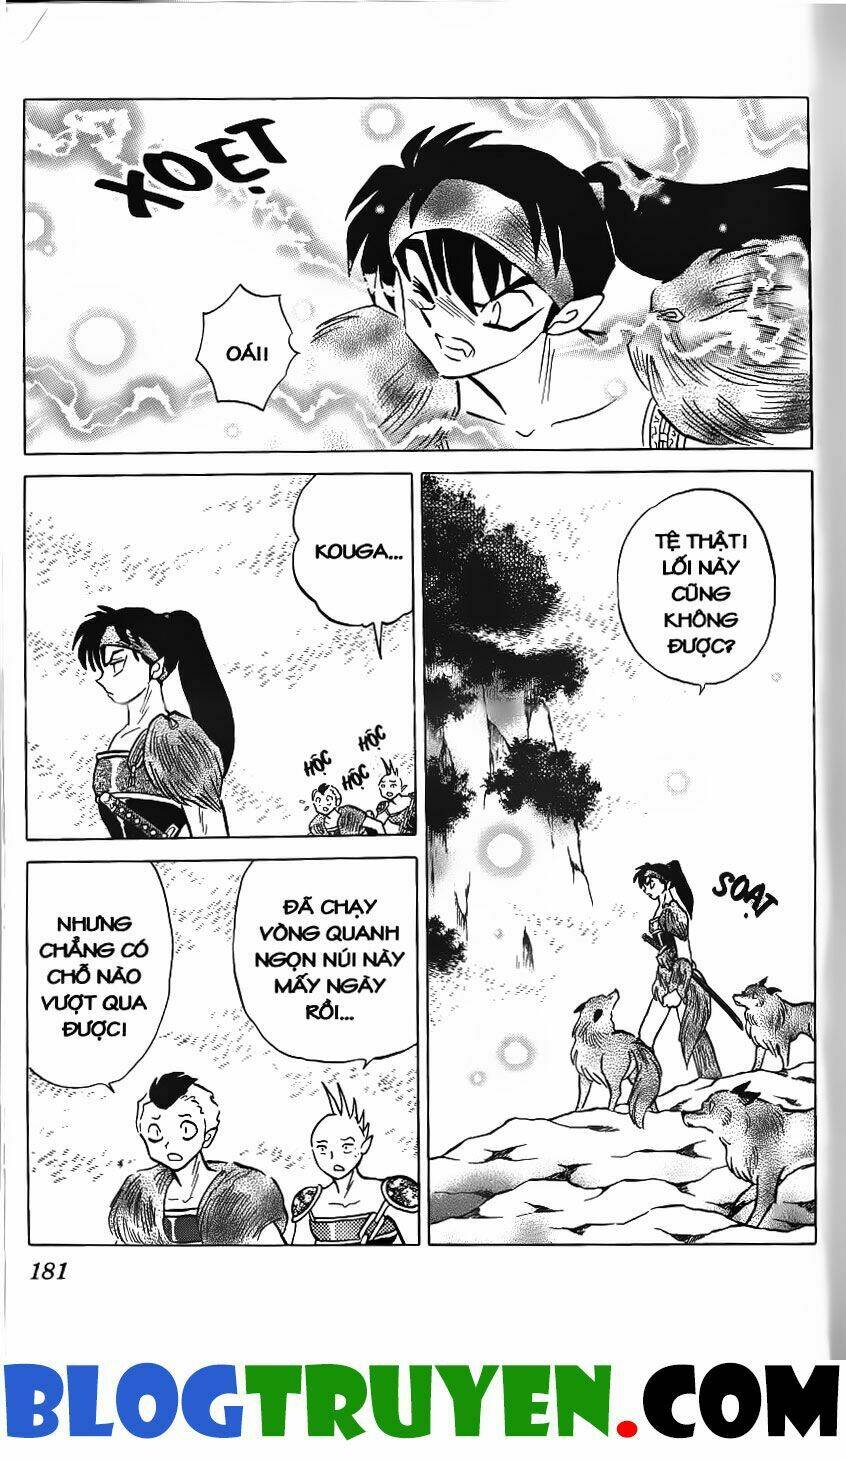 XOẸT
OÁI!
TỆ THẬT!
LỐI NÀY
CŨNG
KHÔNG
ĐƯỢC?
SOẠT
KOUGA...
HỘC
HỘC
HỘC
ĐÃ CHẠY
VÒNG QUANH
NGỌN NÚI NÀY
MẤY NGÀY
RỒI...
NHƯNG
CHẲNG CÓ
CHỖ NÀO
VƯỢT QUA
ĐƯỢC!
181
BLOGTRUYEN.COM